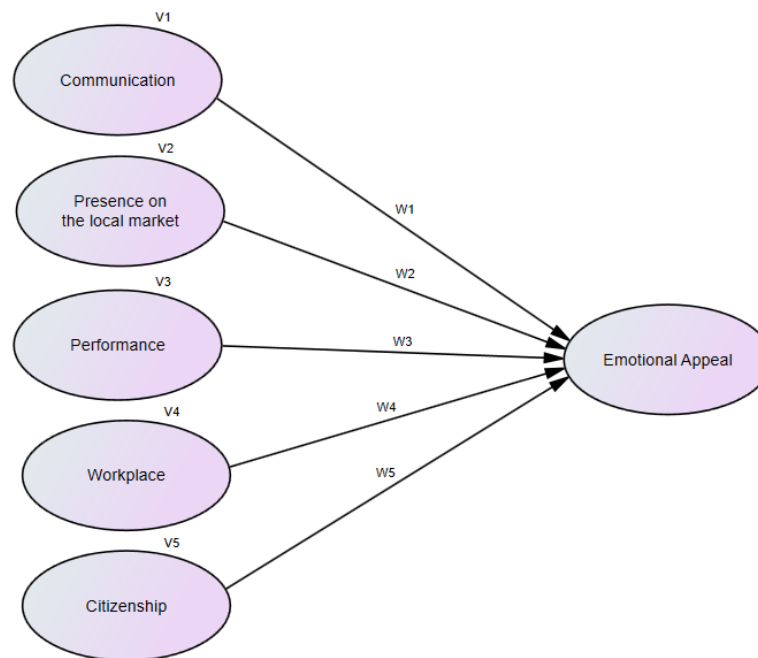 V1
Communication
W1
V2
Presence on
the local market
W2
V3
Performance
W3
Emotional Appeal
V4
Workplace
W4
V5
Citizenship
W5